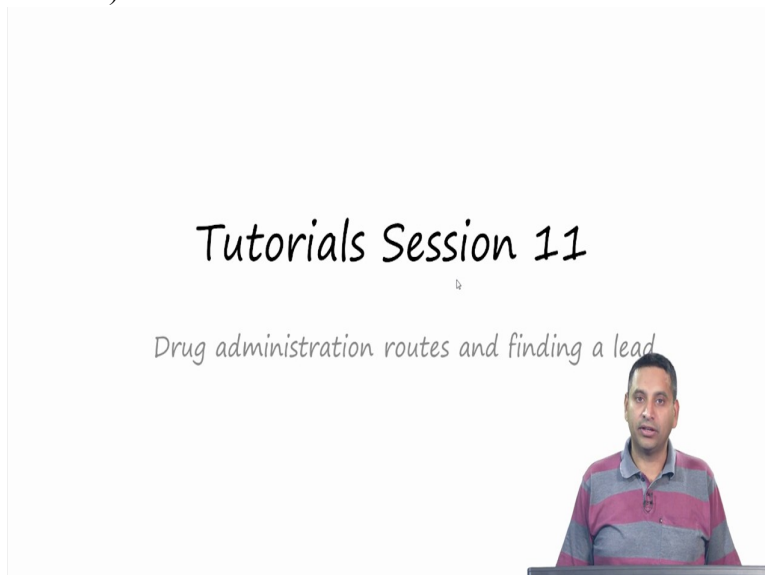 Tutorials Session 11
Drug administration routes and finding a lead